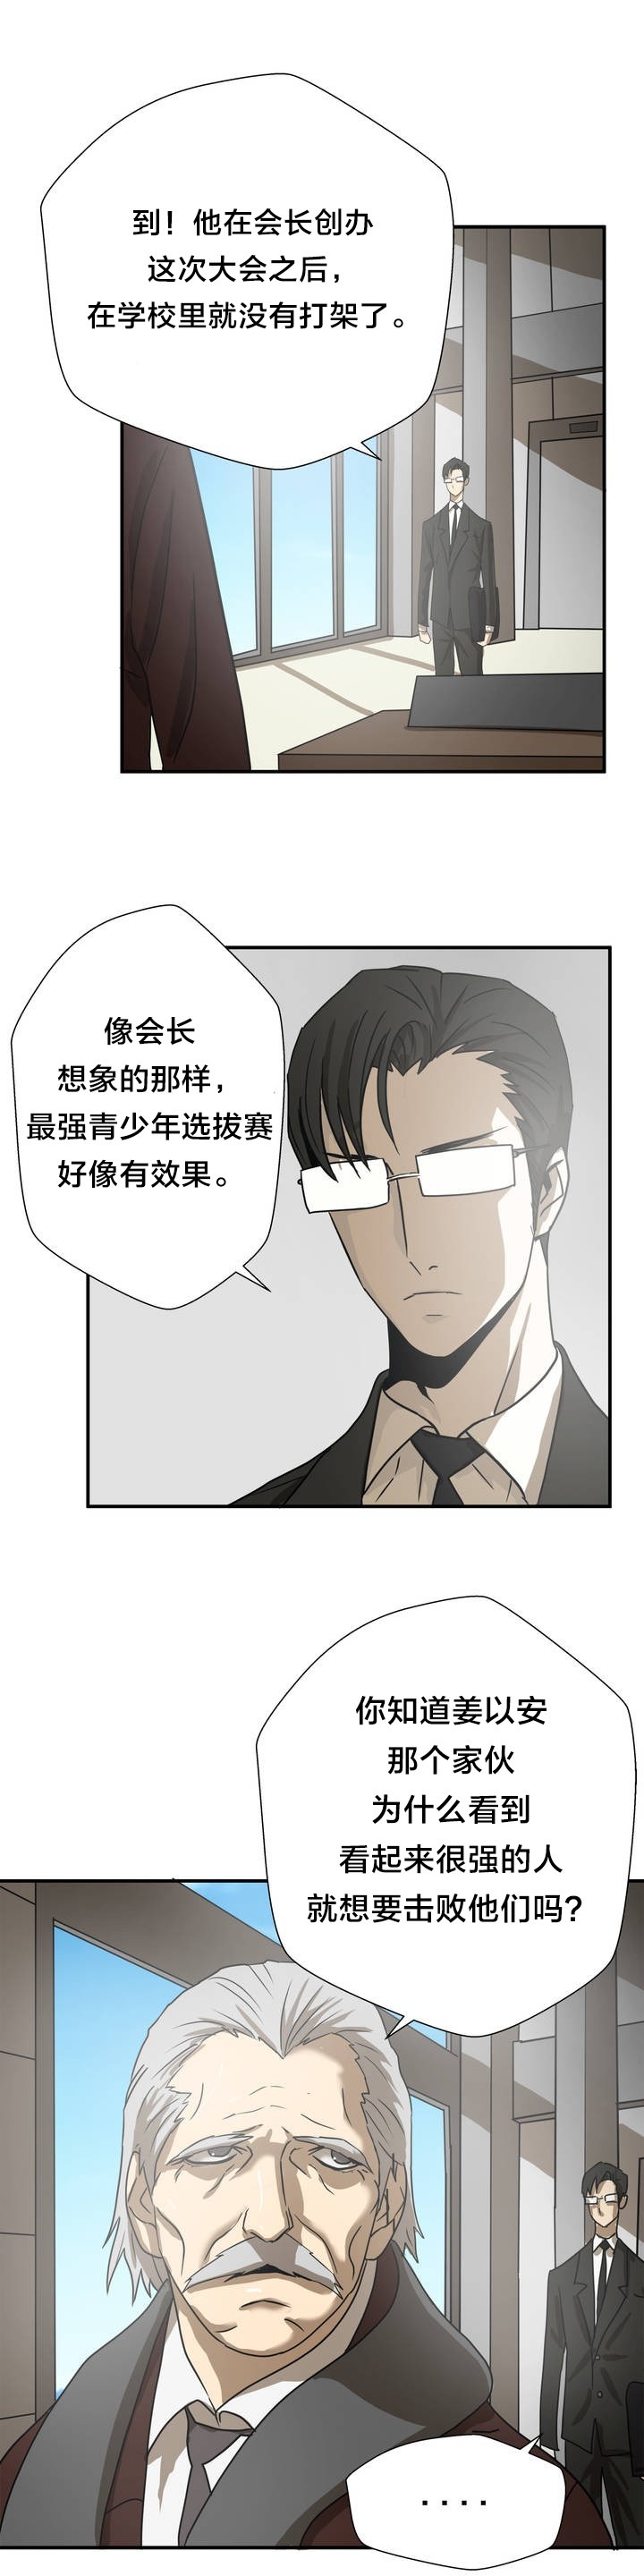 到！他在会长创办
这次大会之后，
在学校里就没有打架了。
像会长
想象的那样，
最强青少年选拔赛
好像有效果。
你知道姜以安
那个家伙
为什么看到
看起来很强的人
就想要击败他们吗？
....